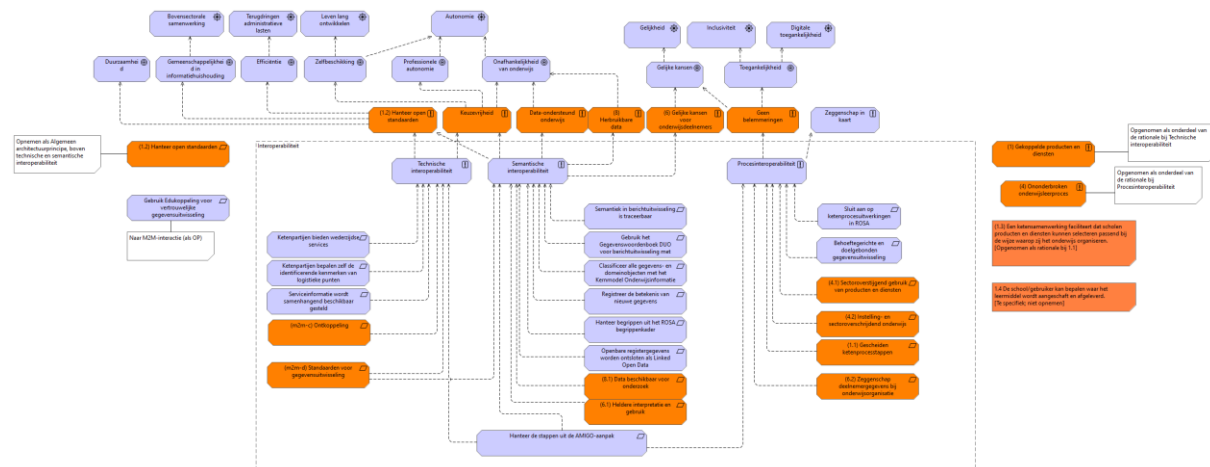 Bovensectorale
samenwerking
Terugdringen
administratieve
lasten
Leven lang
ontwikkelen
Autonomie
Gelijkheid
Inclusiviteit
Digitale
toegankelijkheid
Duurzaamhei
d
Gemeenschappelijkhei
d in
informatiehuishouding
Efficiëntie
Zelfbeschikking
Professionele
autonomie
Onafhankelijkheid
van onderwijs
Gelijke kansen
Toegankelijkheid
(1.2) Hanteer open
standaarden
Keuzevrijheid
Data-ondersteund
onderwijs
(8)
Herbruikbare
data
(9) Gelijke kansen
voor
onderwijsdeelnemers
Geen
belemmeringen
Zeggenschap in
kaart
Opnemen als Algemeen
architectuurprincipe, boven
technische en semantische
interoperabiliteit
(1.2) Hanteer open standaarden
Interoperabiliteit
Technische
interoperabiliteit
Semantische
interoperabiliteit
Procesinteroperabiliteit
(1) Gekoppelde producten en
diensten
Opgenomen als onderdeel van
de rationale bij Technische
interoperabiliteit
(4) Ononderbroken
onderwijsleerproces
Opgenomen als onderdeel van
de rationale bij
Procesinteroperabiliteit
Gebruik Edukoppeling voor
vertrouwelijke
gegevensuitwisseling
Naar M2M-interactie (als OP)
Ketenpartijen bieden wederzijdse
services
Ketenpartijen bepalen zelf de
identificerende kenmerken van
logistieke punten
Serviceinformatie wordt
samenhangend beschikbaar
gesteld
(m2m-c) Ontkoppeling
(m2m-d) Standaarden voor
gegevensuitwisseling
Semantiek in berichtuitwisseling
is traceerbaar
Gebruik het
Gegevenswoordenboek DUO
voor berichtuitwisseling met
Classificeer alle gegevens- en
domeinobjecten met het
Kernmodel Onderwijsinformatie
Registreer de betekenis van
nieuwe gegevens
Hanteer begrippen uit het ROSA
begrippenkader
Openbare registergegevens
worden ontsloten als Linked
Open Data
(8.1) Data beschikbaar voor
onderzoek
(6.1) Heldere interpretatie en
gebruik
Hanteer de stappen uit de AMIGO-aanpak
Sluit aan op
ketenprocesuitwerkingen
in ROSA
Behoeftegerichte en
doelgebonden
gegevensuitwisseling
(4.1) Sectoroverstijgend gebruik
van producten en diensten
(4.2) Instelling- en
sectoroverschrijdend onderwijs
(1.1) Gescheiden
ketenprocesstappen
(6.2) Zeggenschap
deelnemergegevens bij
onderwijsorganisatie
(1.3) Een ketensamenwerking faciliteert dat scholen
producten en diensten kunnen selecteren passend bij
de wijze waarop zij het onderwijs organiseren.
[Opgenomen als rationale bij 1.1]
1.4 De school/gebruiker kan bepalen waar het
leermiddel wordt aangeschaft en afgeleverd.
[Te specifiek; niet opnemen]